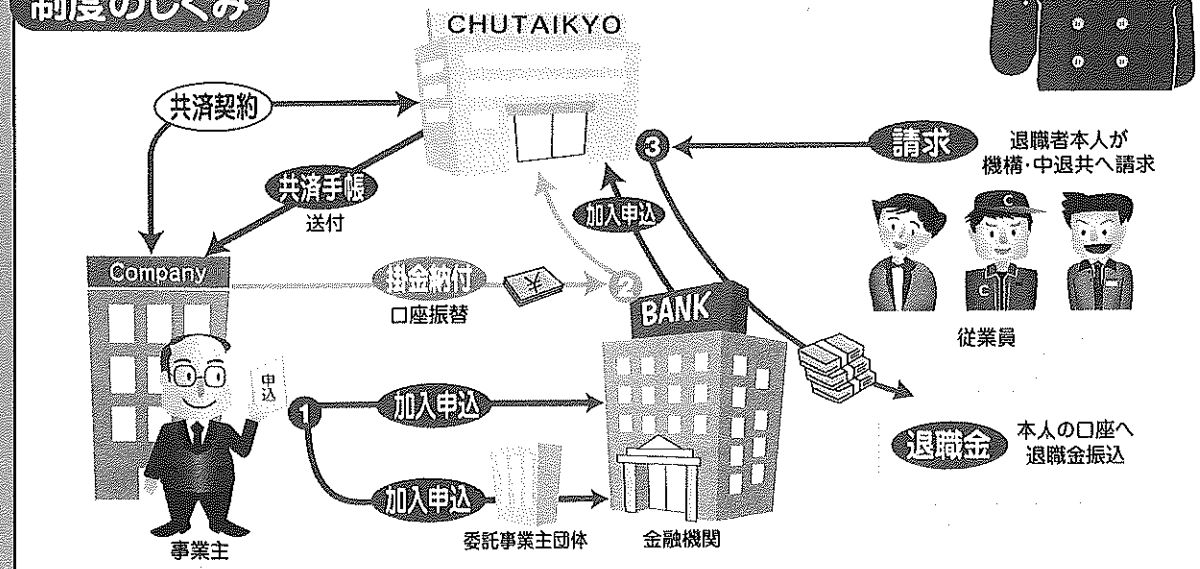 制度のしくみ
CHUTAIKYO
共済契約
3
請求
退職者本人が
機構・中退共へ請求
共済手帳
送付
加入申込
C
C
Company
掛金納付
¥
2
口座振替
BANK
従業員
申込
1
加入申込
退職金
本人の口座へ
退職金振込
加入申込
委託事業主団体
金融機関
事業主